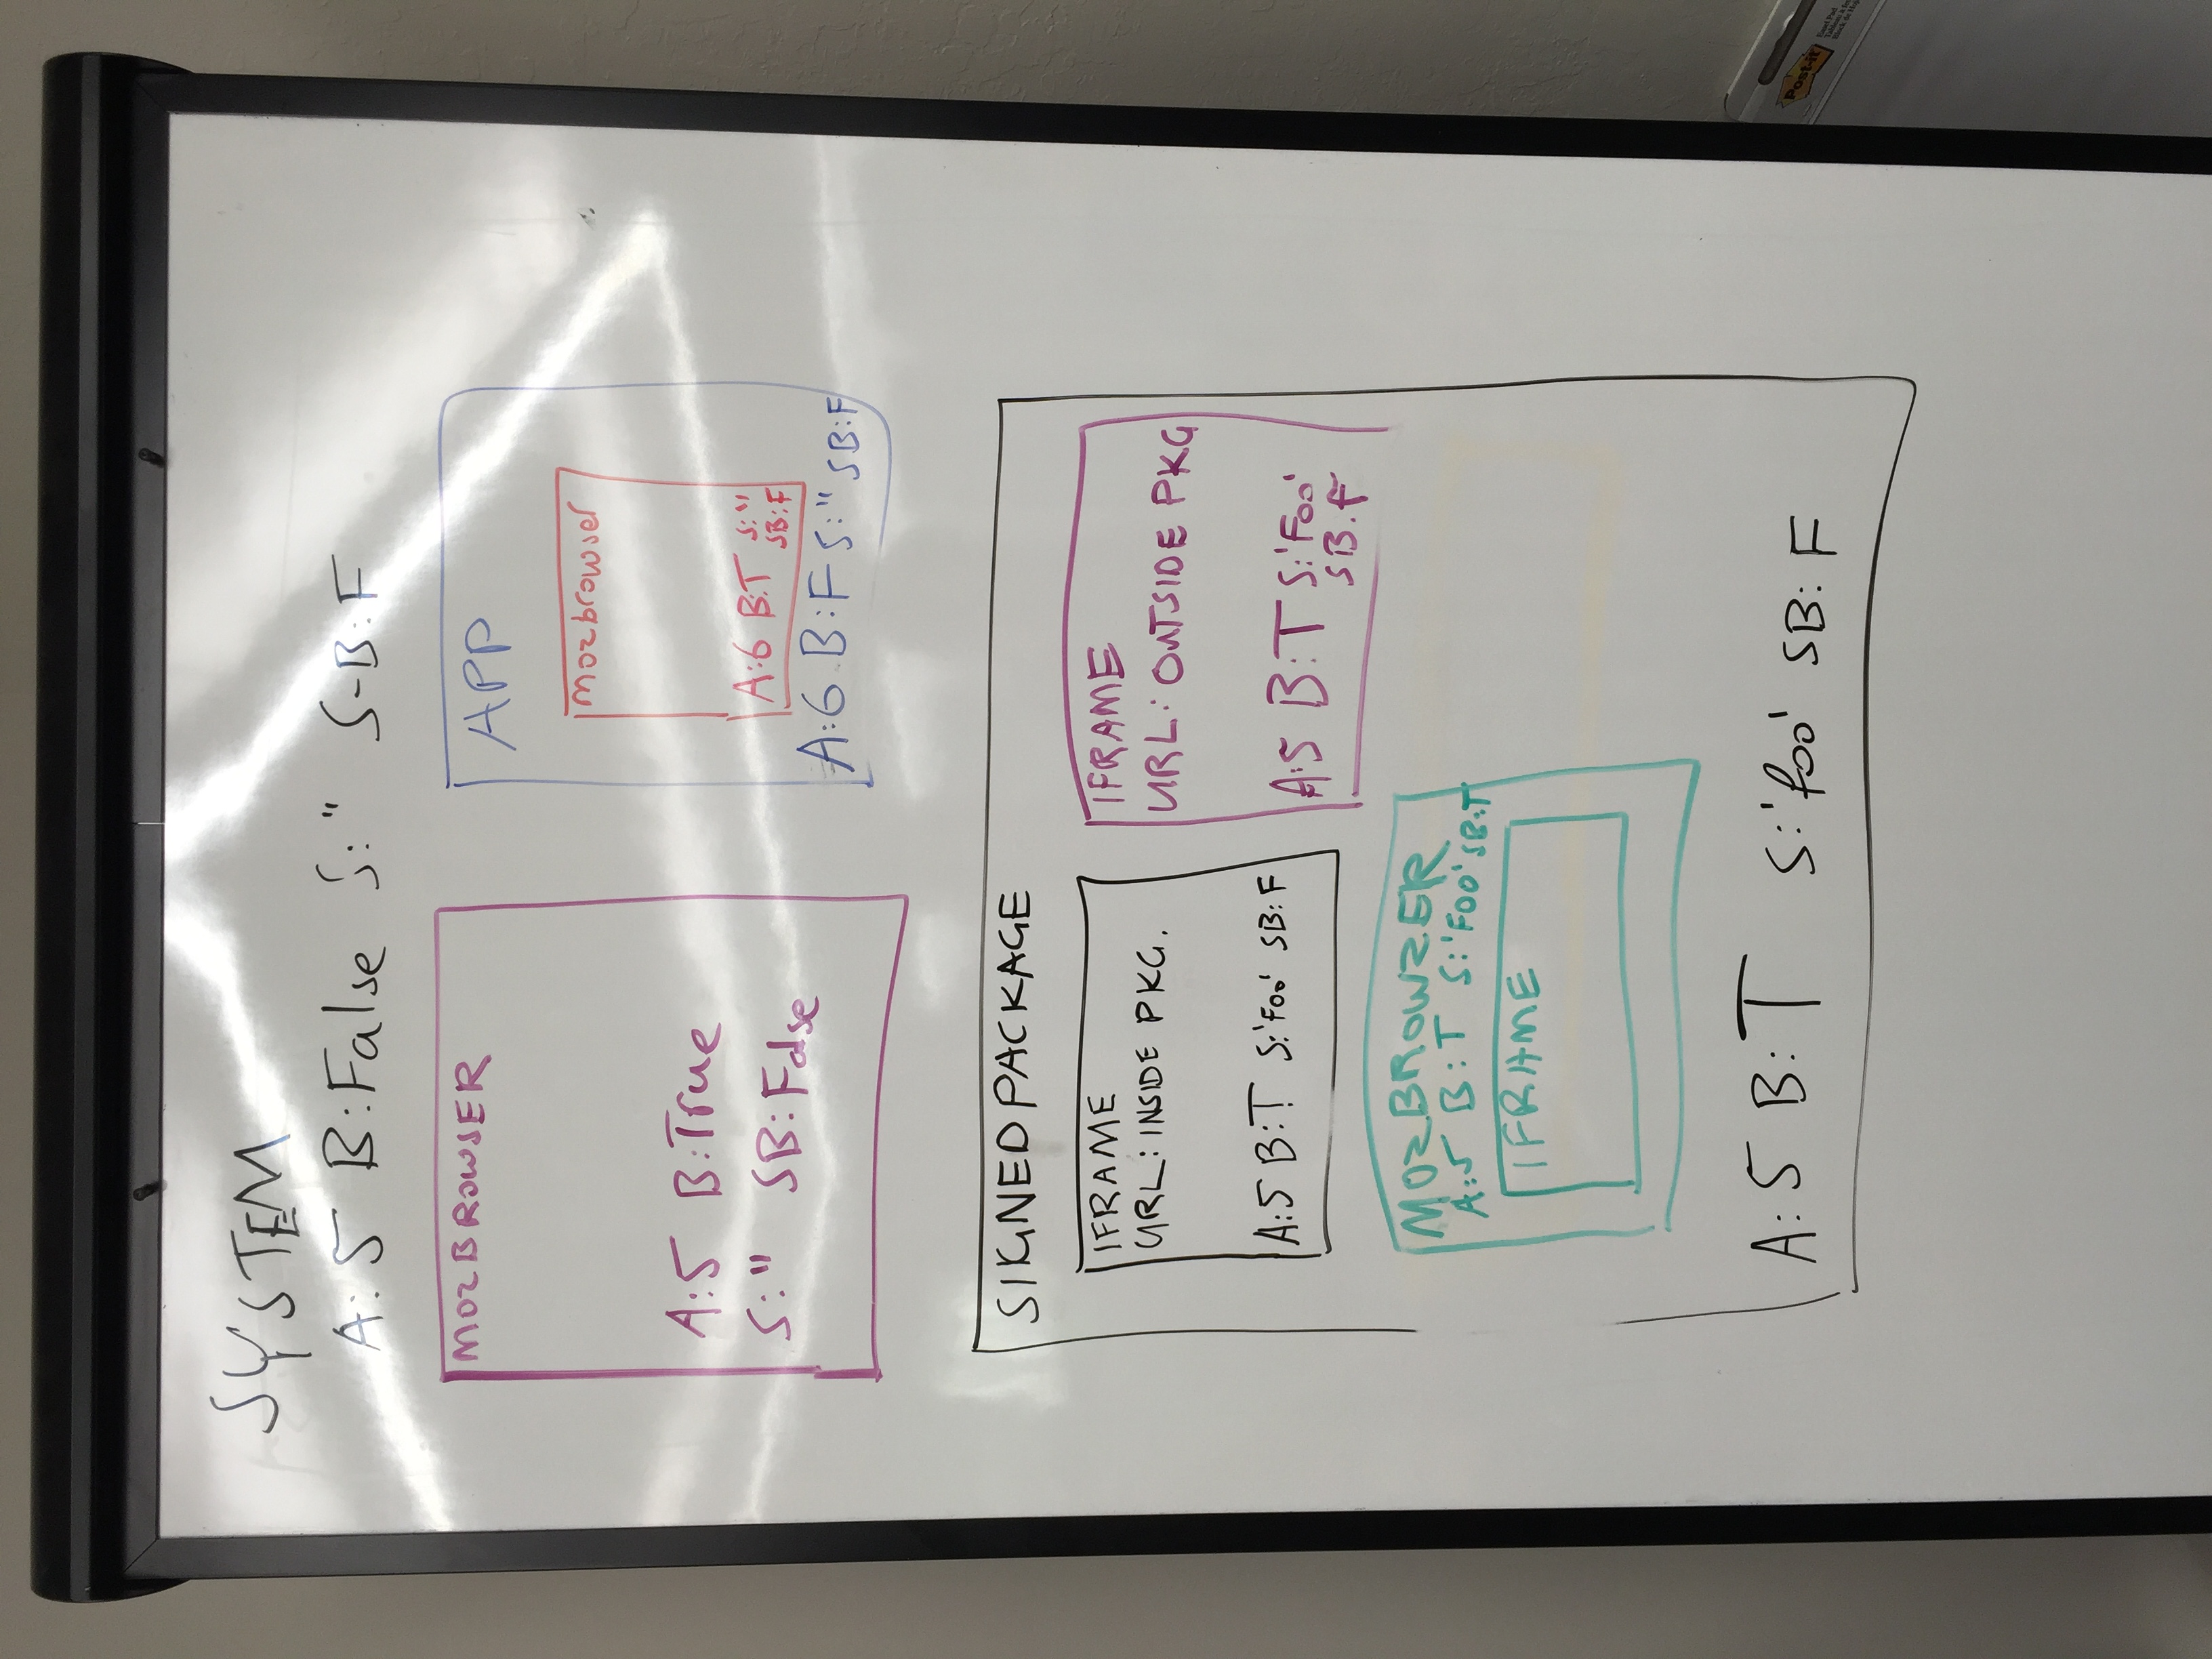 SYSTEM
A:5 B:False S:" S-B:F
MOZBROWSER
A:5 B:True
S:" SB:False
APP
mozbrowser
A:6 B:T S:"
SB:F
A:6 B:F S:" SB:F
SIGNED PACKAGE
IFRAME
URL: INSIDE PKG.
A:5 B:T S:'Foo' SB:F
IFRAME
URL: OUTSIDE PKG
A:5 B:T S:'Foo'
SB:F
MOZBROWZER
A:5 B:T S:'FOO' SB:T
IFRAME
A:5 B:T S:'foo' SB:F
Post-it
Easel Pad